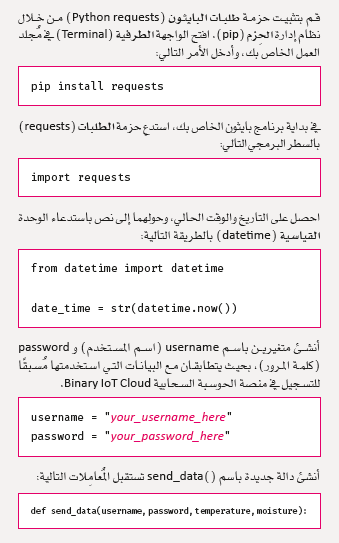 قم بتثبيت حزمة طلبات البايثون (Python requests) من خلال
نظام إدارة الحِزم (pip). افتح الواجهة الطرفية (Terminal) في مُجلد
العمل الخاص بك، وأدخل الأمر التالي:
pip install requests
في بداية برنامج بايثون الخاص بك، استدعِ حزمة الطلبات (requests)
بالسطر البرمجي التالي:
import requests
احصل على التاريخ والوقت الحالي، وحولهما إلى نص باستدعاء الوحدة
القياسية (datetime) بالطريقة التالية:
from datetime import datetime
date_time = str(datetime.now())
أنشئ متغيرين باسم username (اسم المستخدم) و password
(كلمة المرور)، بحيث يتطابقان مع البيانات التي استخدمتها مُسبقًا
للتسجيل في منصة الحوسبة السحابية Binary IoT Cloud.
username = "your_username_here"
password = "your_password_here"
أنشئ دالة جديدة باسم send_data() تستقبل المُعامِلات التالية:
def send_data(username, password, temperature, moisture):